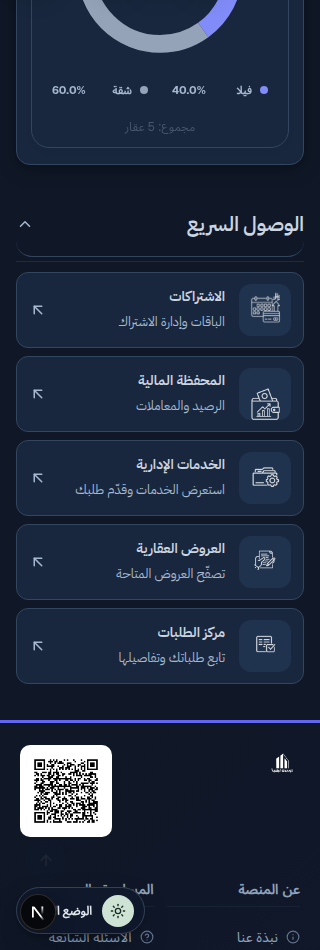 فيلا 40.0% شقة 60.0%
مجموع: 5 عقار
الوصول السريع
الاشتراكات
الباقات وإدارة الاشتراك
المحفظة المالية
الرصيد والمعاملات
الخدمات الإدارية
استعرض الخدمات وقدّم طلبك
العروض العقارية
تصفّح العروض المتاحة
مركز الطلبات
تابع طلباتك وتفاصيلها
عن المنصة
نبذة عنا
الوضع
N
الأسئلة الشائعة